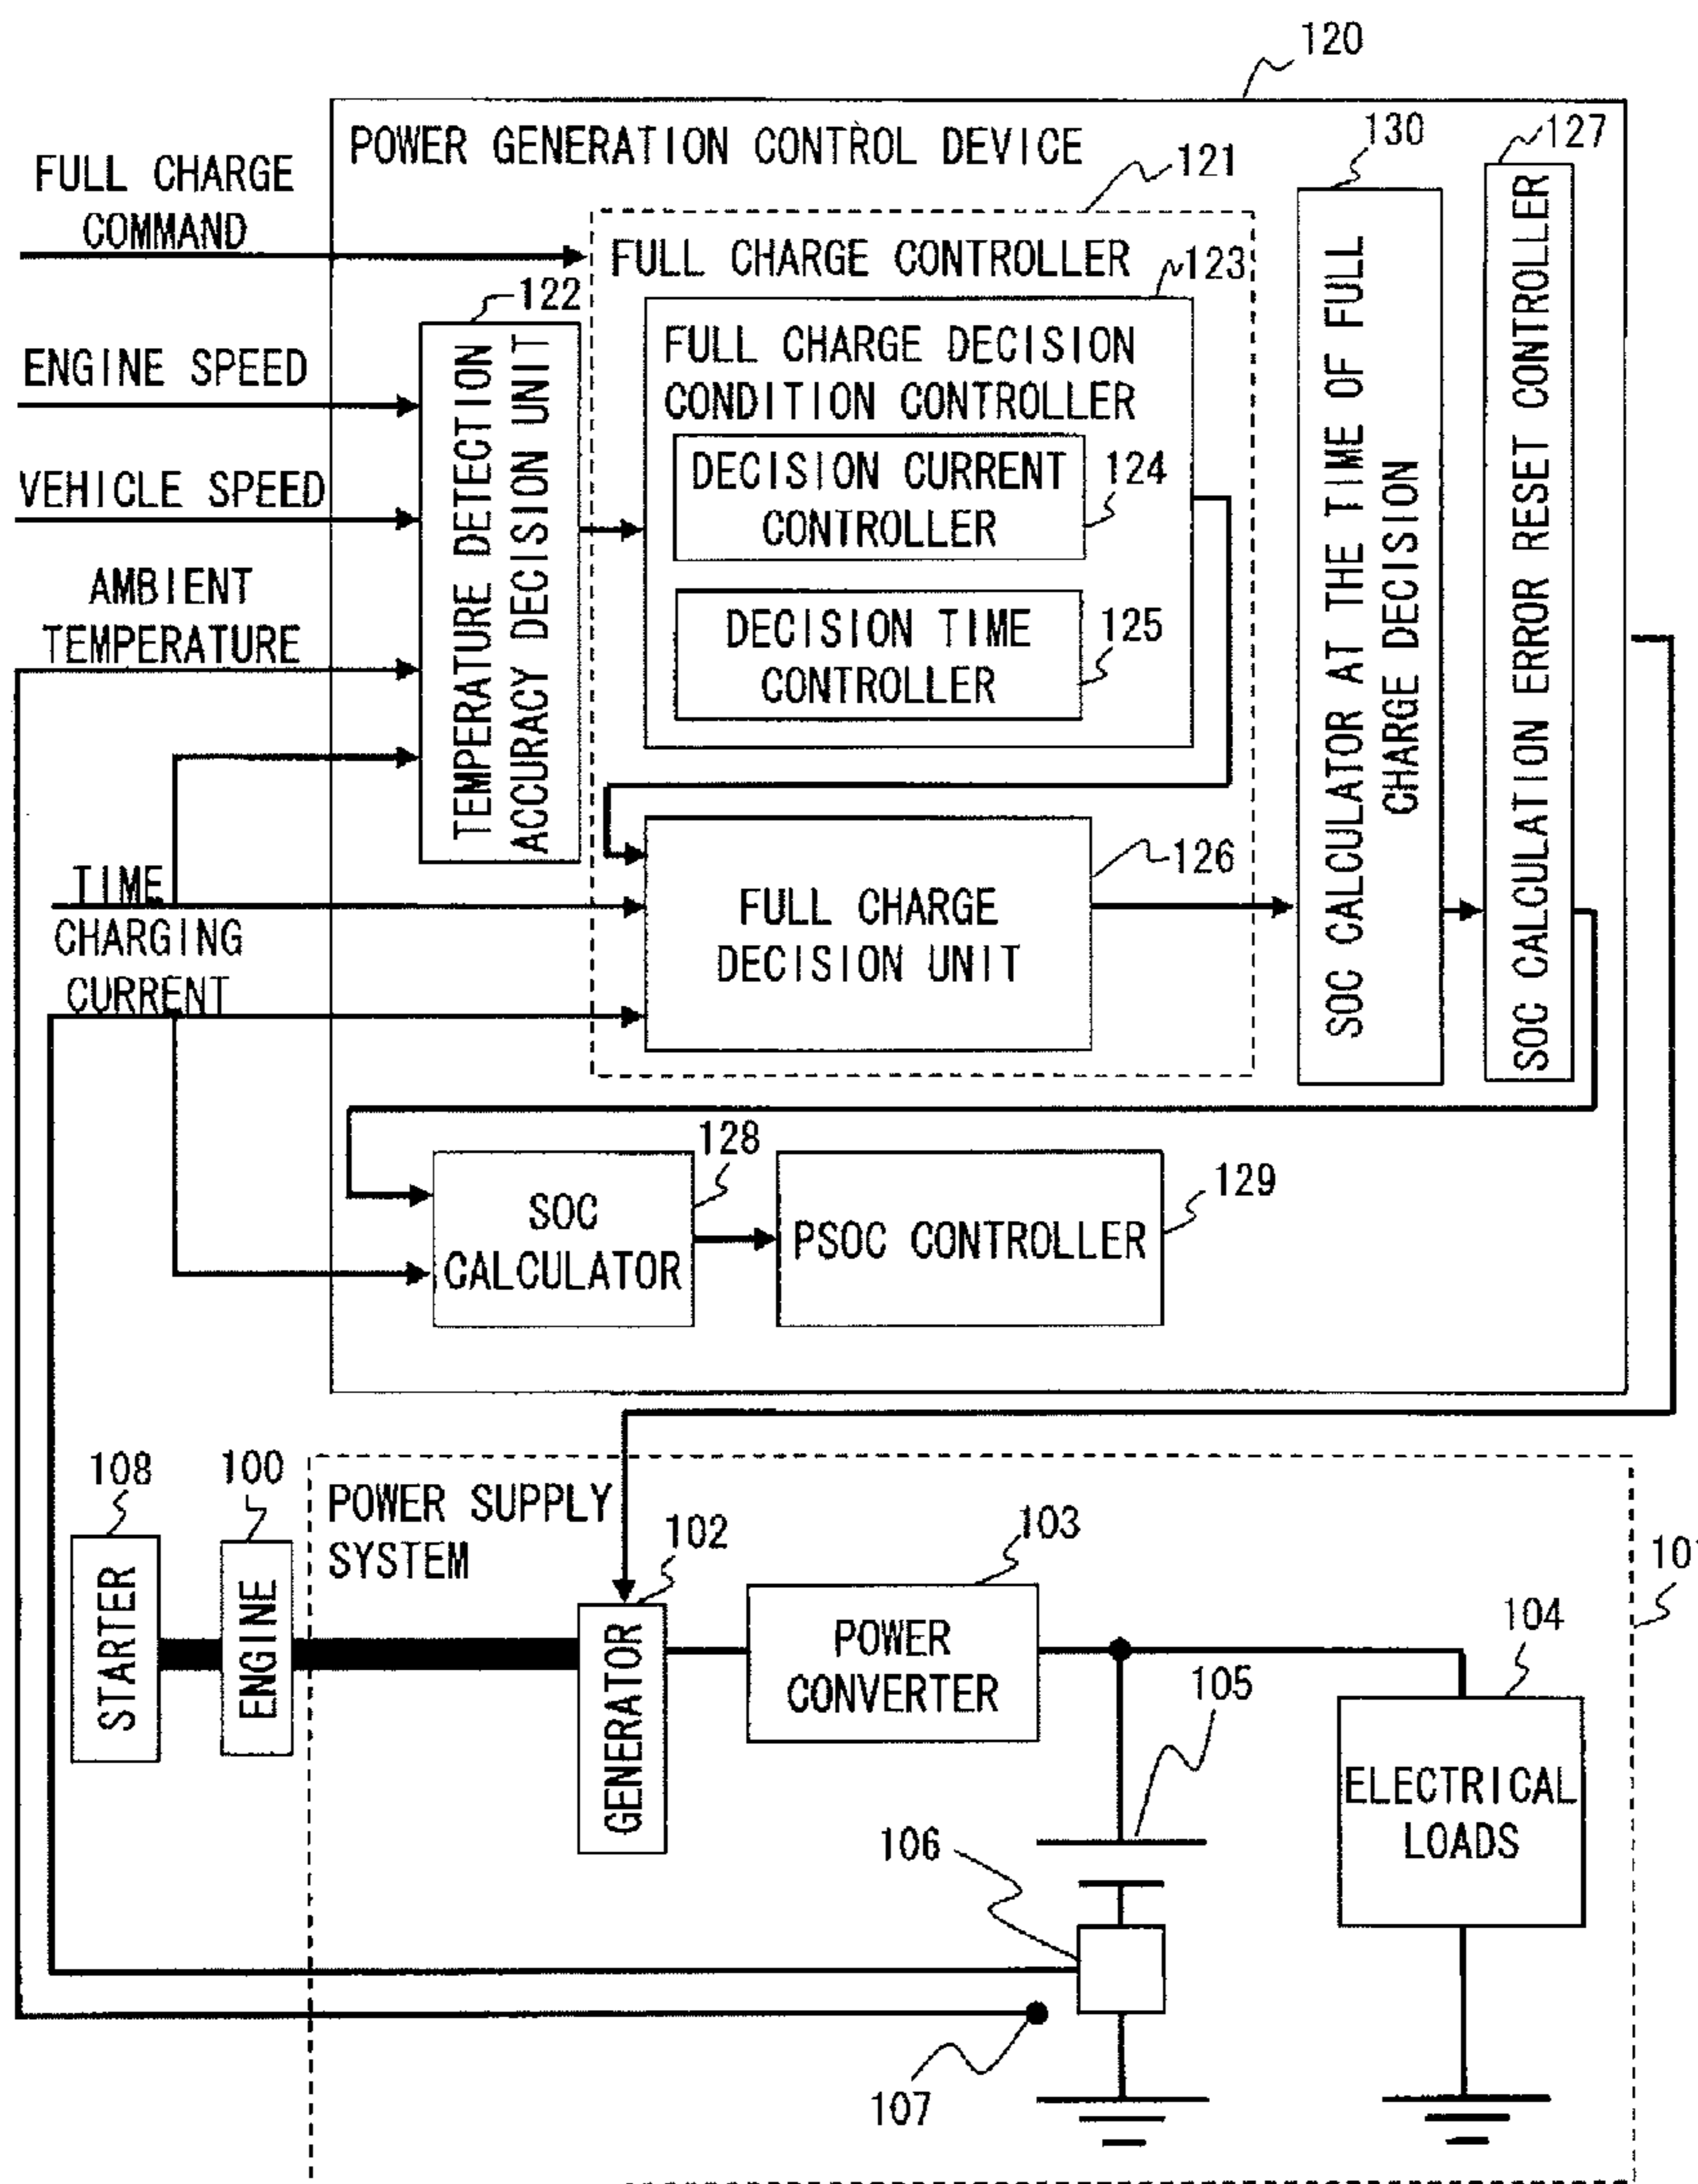 120
POWER GENERATION CONTROL DEVICE
130
127
121
FULL CHARGE
COMMAND
FULL CHARGE CONTROLLER
123
122
ENGINE SPEED
VEHICLE SPEED
AMBIENT
TEMPERATURE
TEMPERATURE DETECTION
ACCURACY DECISION UNIT
FULL CHARGE DECISION
CONDITION CONTROLLER
DECISION CURRENT
CONTROLLER
124
DECISION TIME
CONTROLLER
125
SOC CALCULATOR AT THE TIME OF FULL
CHARGE DECISION
SOC CALCULATION ERROR RESET CONTROLLER
TIME
CHARGING
CURRENT
FULL CHARGE
DECISION UNIT
126
128
SOC
CALCULATOR
PSOC CONTROLLER
129
108
100
POWER SUPPLY
SYSTEM
102
103
STARTER
ENGINE
GENERATOR
POWER
CONVERTER
104
105
ELECTRICAL
LOADS
106
107